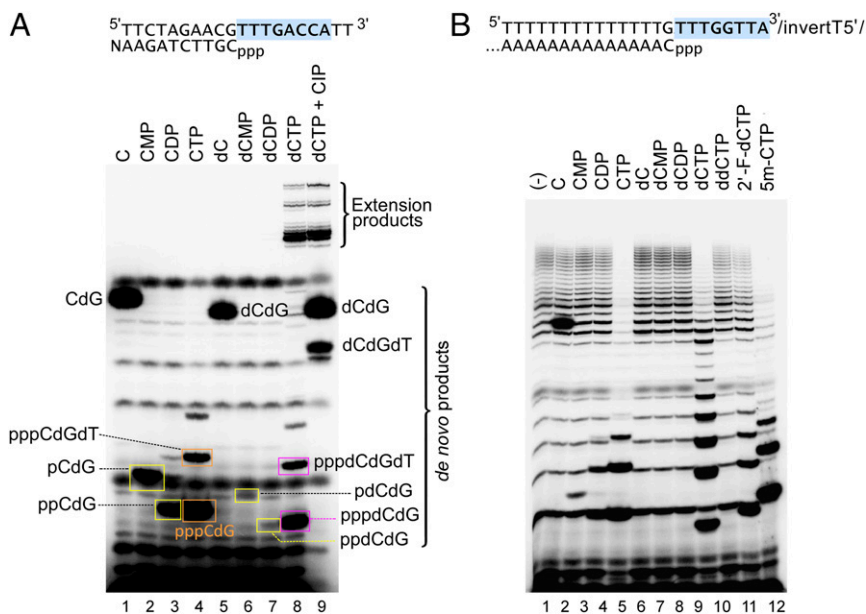 A
5'TTCTAGAACGTTTGACCATT 3'
NAAGATCTTGCppp
C
CMP
CDP
CTP
dC
dCMP
dCDP
dCTP
dCTP + CIP
Extension
products
CdG
dCdG
dCdG
dCdGdT
pppCdGdT
pCdG
ppCdG
pppCdG
pppdCdGdT
pdCdG
pppdCdG
ppdCdG
de novo products
1 2 3 4 5 6 7 8 9
B
5'TTTTTTTTTTTTTTGTTTGGTTA3'/invertT5'/
...AAAAAAAAAAAAAACppp
(-)
C
CMP
CDP
CTP
dC
dCMP
dCDP
dCTP
ddCTP
2'-F-dCTP
5m-CTP
1 2 3 4 5 6 7 8 9 10 11 12